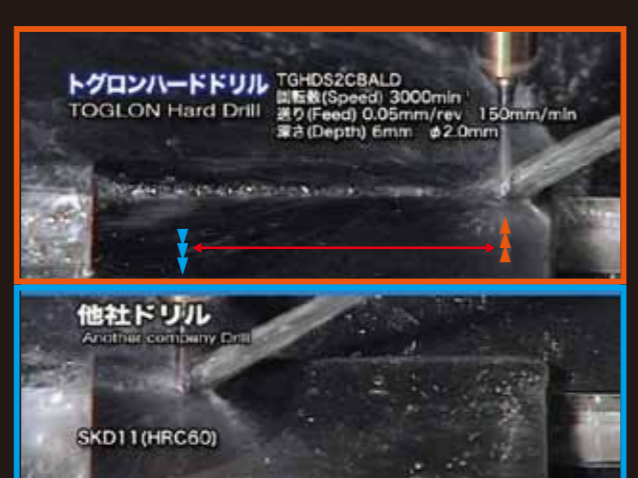 トグロンハードドリル
TOGLON Hard Drill
TGHDS2CBALD
回転数(Speed) 3000min
送り(Feed) 0.05mm/rev 150mm/min
深さ(Depth) 6mm ϕ2.0mm
他社ドリル
Another company Drill
SKD11(HRC60)